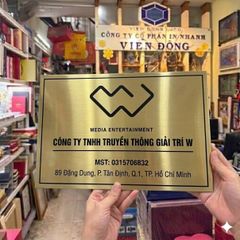 CÔNG TY CỔ PHẦN IN NHANH
VIỄN ĐÔNG
W
MEDIA ENTERTAINMENT
CÔNG TY TNHH TRUYỀN THÔNG GIẢI TRÍ W
MST: 0315706832
89 Đặng Dung, P. Tân Định, Q.1, TP. Hồ Chí Minh